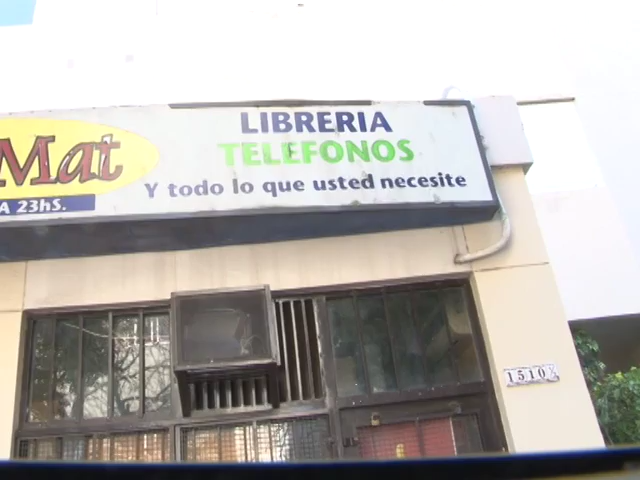 Mat
A 23hS.
LIBRERIA
TELEFONOS
Y todo lo que usted necesite
1510